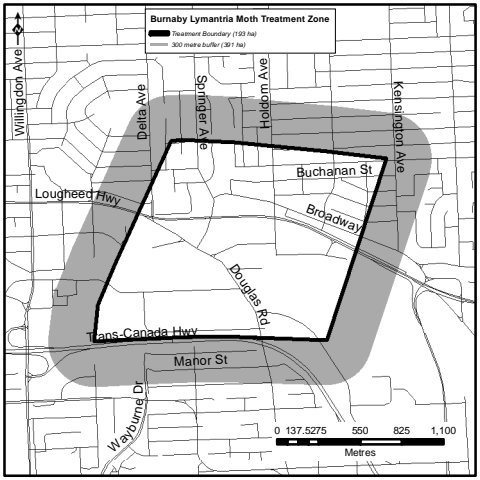 Burnaby Lymantria Moth Treatment Zone
Treatment Boundary (193 ha)
300 metre buffer (391 ha)
Willingdon Ave
Delta Ave
Springer Ave
Holdom Ave
Kensington Ave
Buchanan St
Lougheed Hwy
Broadway
Douglas Rd
Trans-Canada Hwy
Manor St
Wayburne Dr
0 137.5275 550 825 1,100
Metres